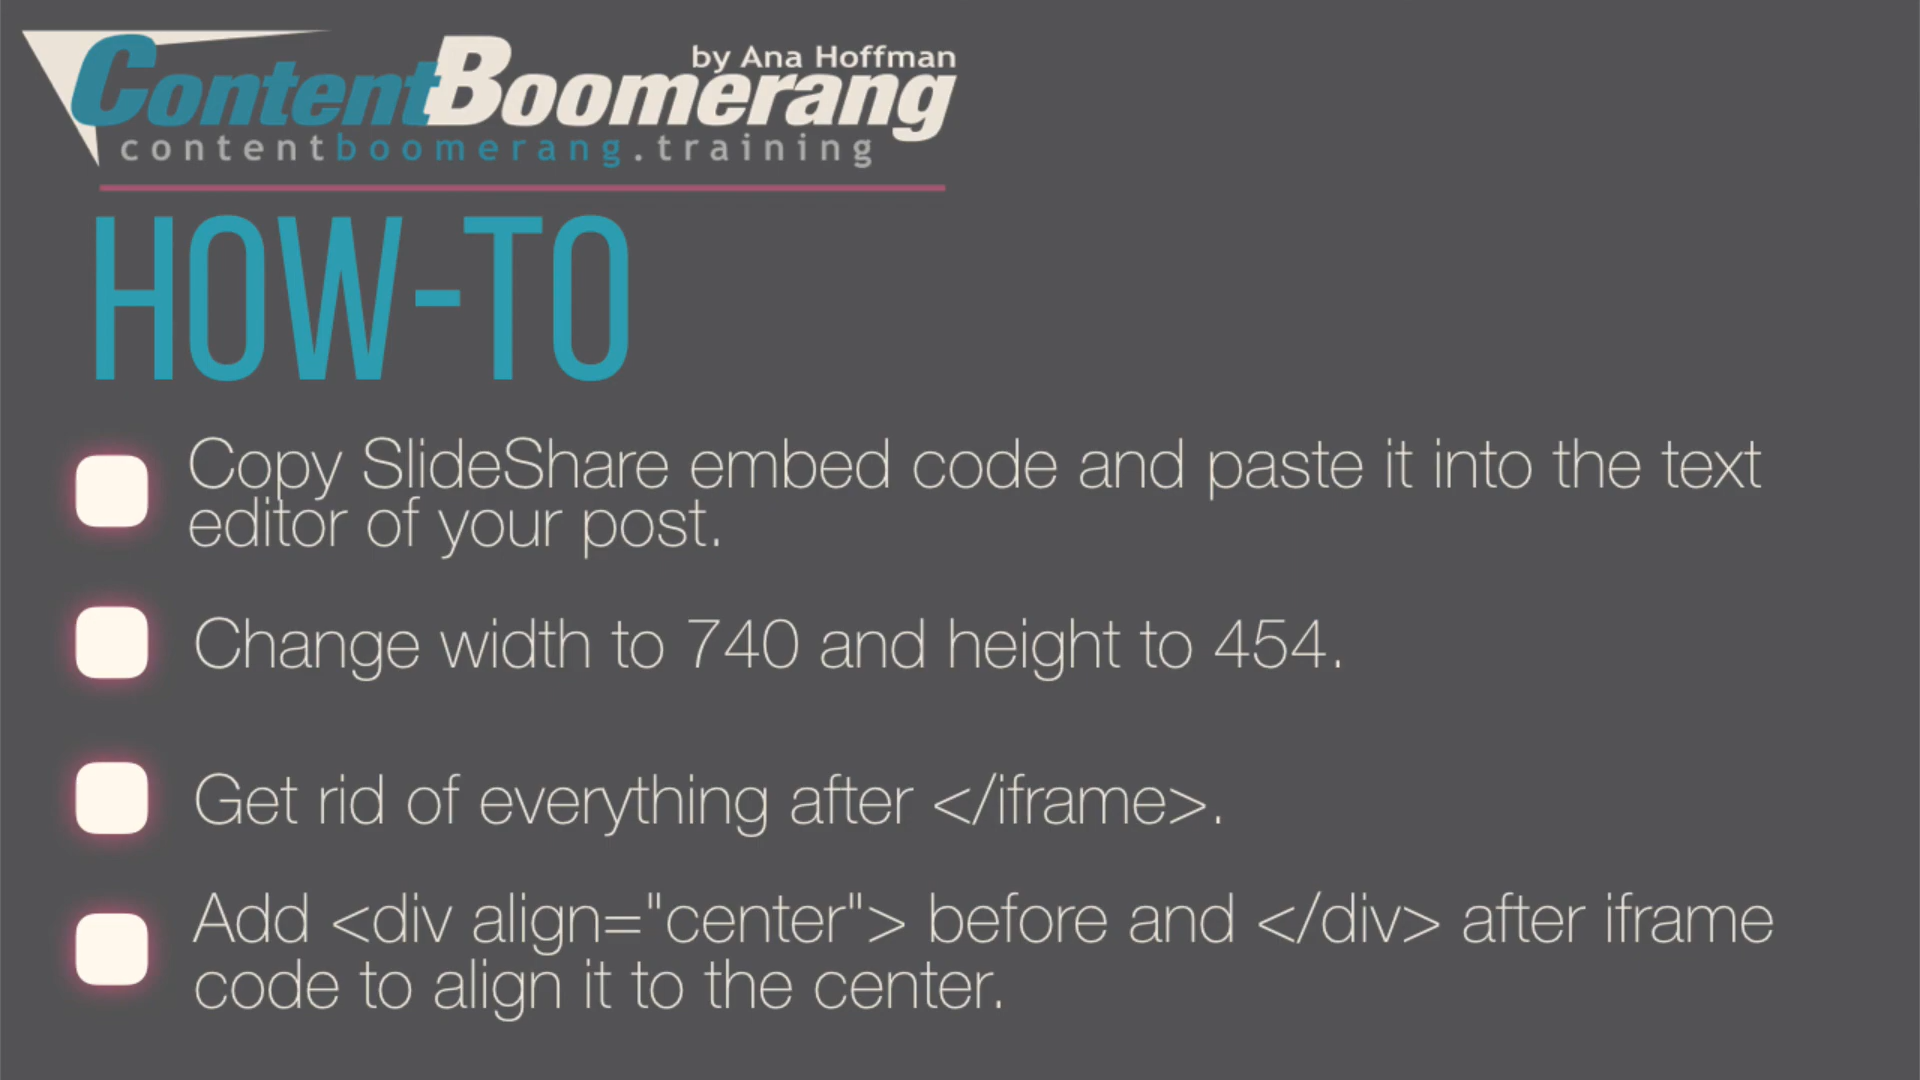 by Ana Hoffman
ContentBoomerang
contentboomerang.training
HOW-TO
Copy SlideShare embed code and paste it into the text
editor of your post.
Change width to 740 and height to 454.
Get rid of everything after </iframe>.
Add <div align="center"> before and </div> after iframe
code to align it to the center.